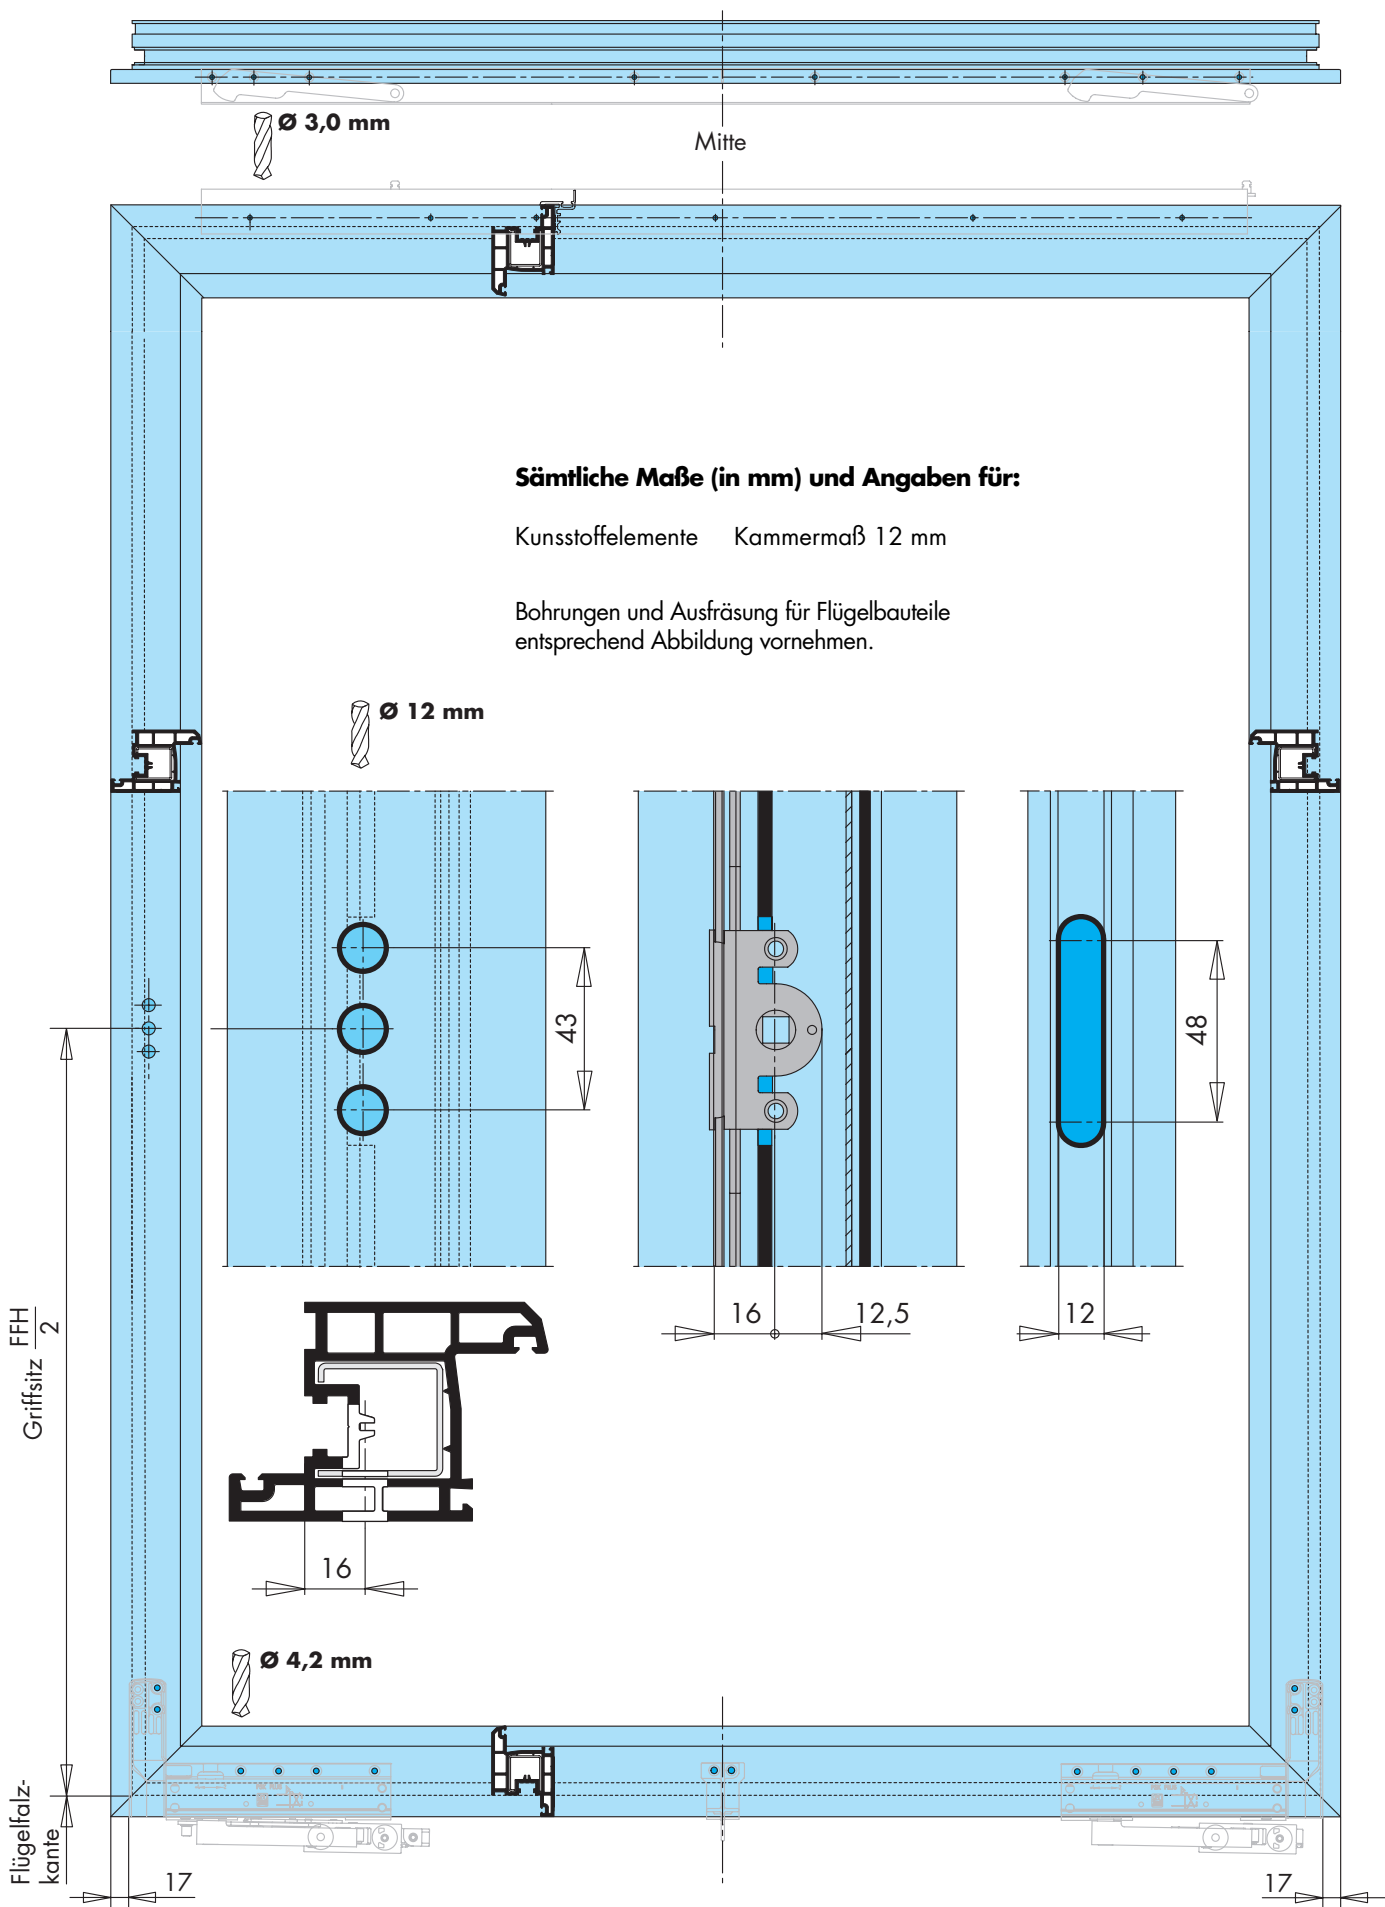 Ø 3,0 mm
Mitte
Sämtliche Maße (in mm) und Angaben für:
Kunsstoffelemente Kammermaß 12 mm
Bohrungen und Ausfräsung für Flügelbauteile
entsprechend Abbildung vornehmen.
Ø 12 mm
43
48
16
12,5
12
Griffsitz FFH
2
16
Ø 4,2 mm
Flügelfalz-
kante
17
17